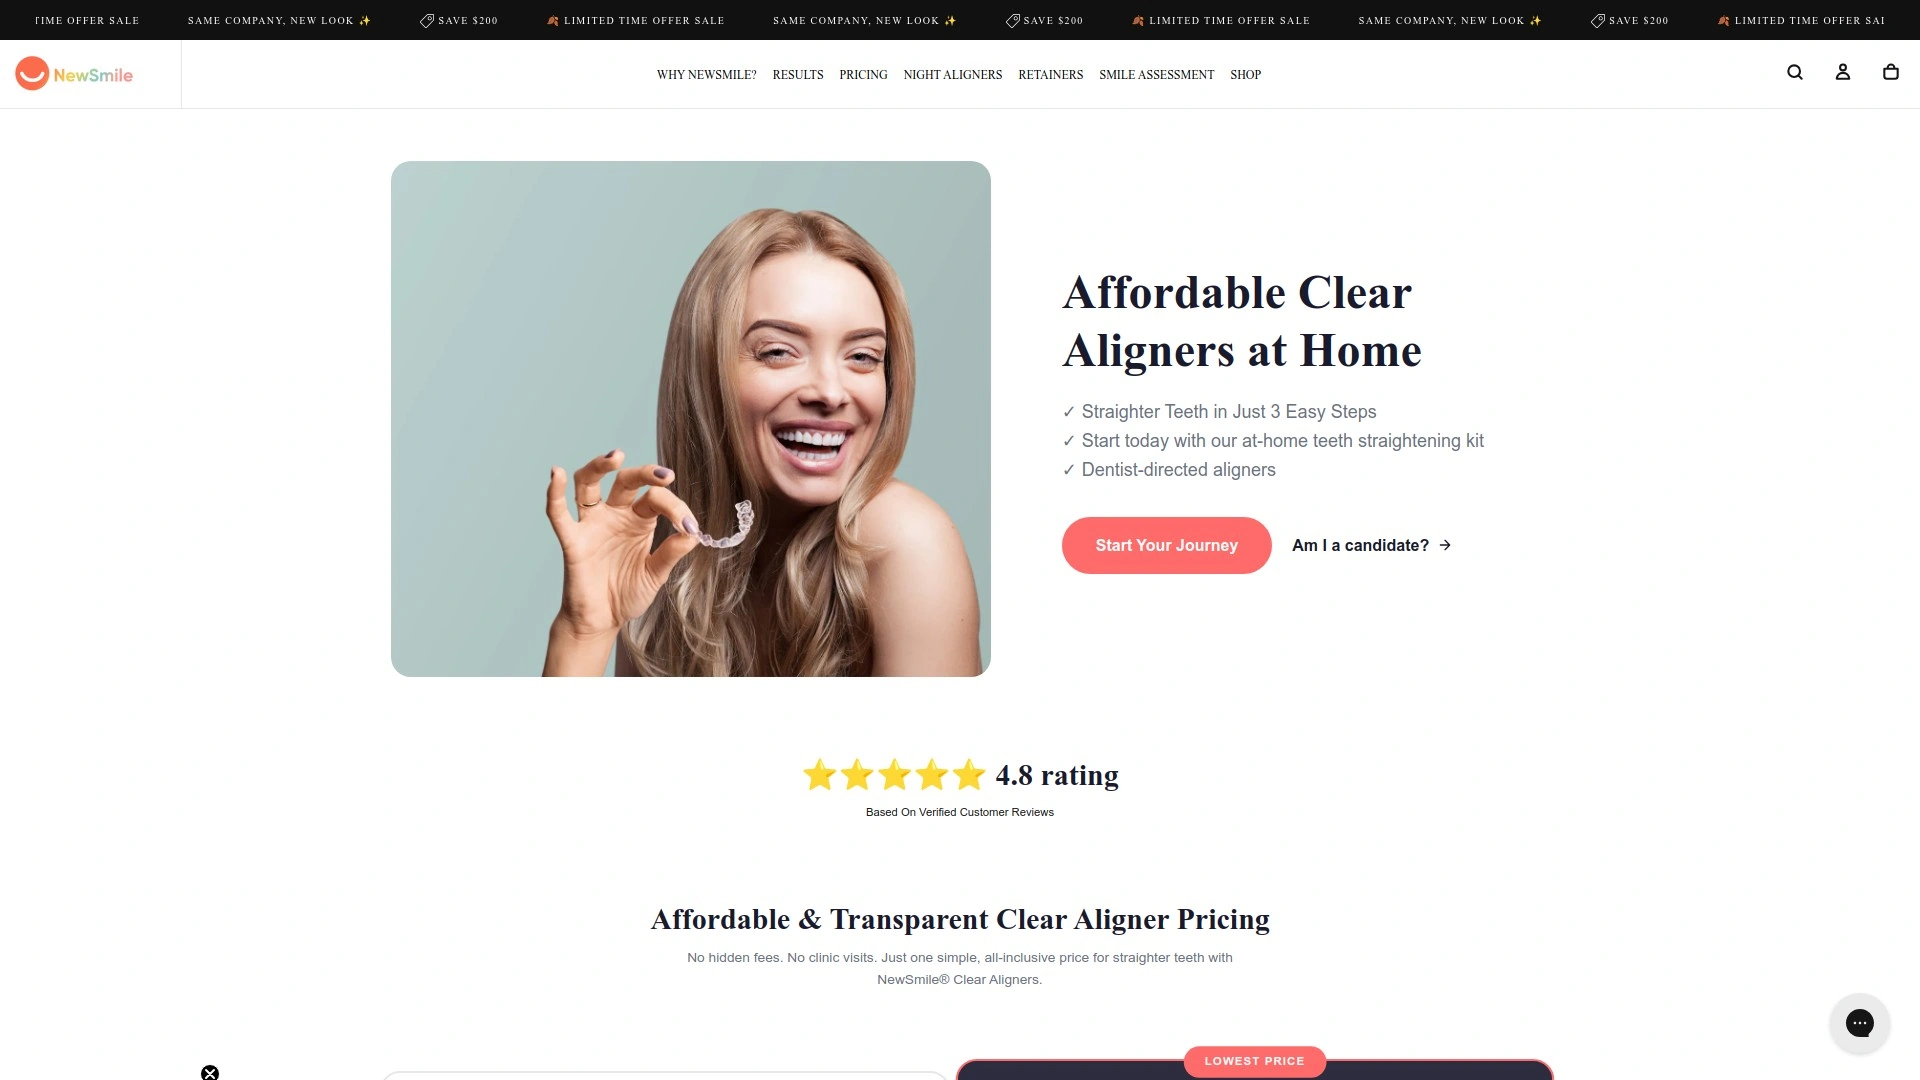 TIME OFFER SALE SAME COMPANY, NEW LOOK ✨ SAVE $200 🍂 LIMITED TIME OFFER SALE SAME COMPANY, NEW LOOK ✨ SAVE $200 🍂 LIMITED TIME OFFER SALE SAME COMPANY, NEW LOOK ✨ SAVE $200 🍂 LIMITED TIME OFFER SAL
NewSmile WHY NEWSMILE? RESULTS PRICING NIGHT ALIGNERS RETAINERS SMILE ASSESSMENT SHOP
Affordable Clear
Aligners at Home
✓ Straighter Teeth in Just 3 Easy Steps
✓ Start today with our at-home teeth straightening kit
✓ Dentist-directed aligners
Start Your Journey Am I a candidate? →
⭐⭐⭐⭐⭐ 4.8 rating
Based On Verified Customer Reviews
Affordable & Transparent Clear Aligner Pricing
No hidden fees. No clinic visits. Just one simple, all-inclusive price for straighter teeth with
NewSmile® Clear Aligners.
LOWEST PRICE